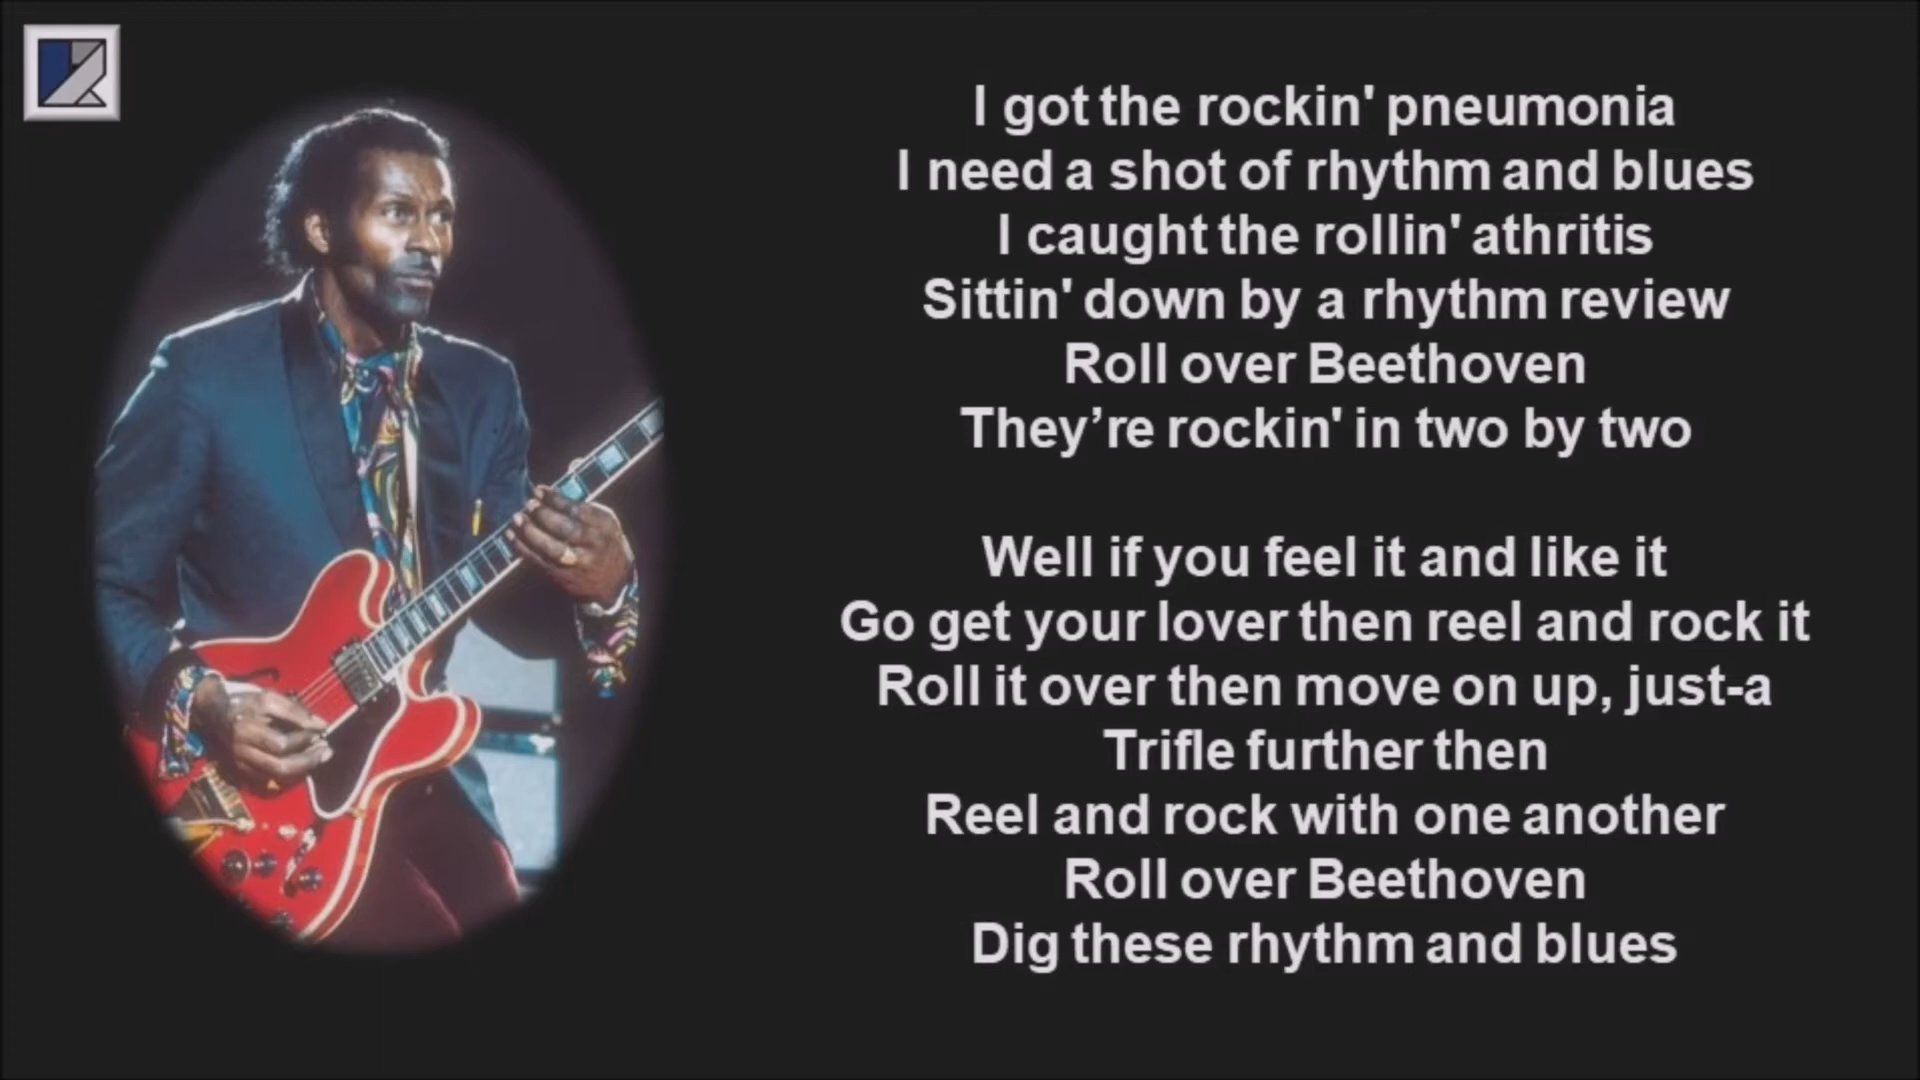 I got the rockin' pneumonia
I need a shot of rhythm and blues
I caught the rollin' athritis
Sittin' down by a rhythm review
Roll over Beethoven
They’re rockin' in two by two
Well if you feel it and like it
Go get your lover then reel and rock it
Roll it over then move on up, just-a
Trifle further then
Reel and rock with one another
Roll over Beethoven
Dig these rhythm and blues